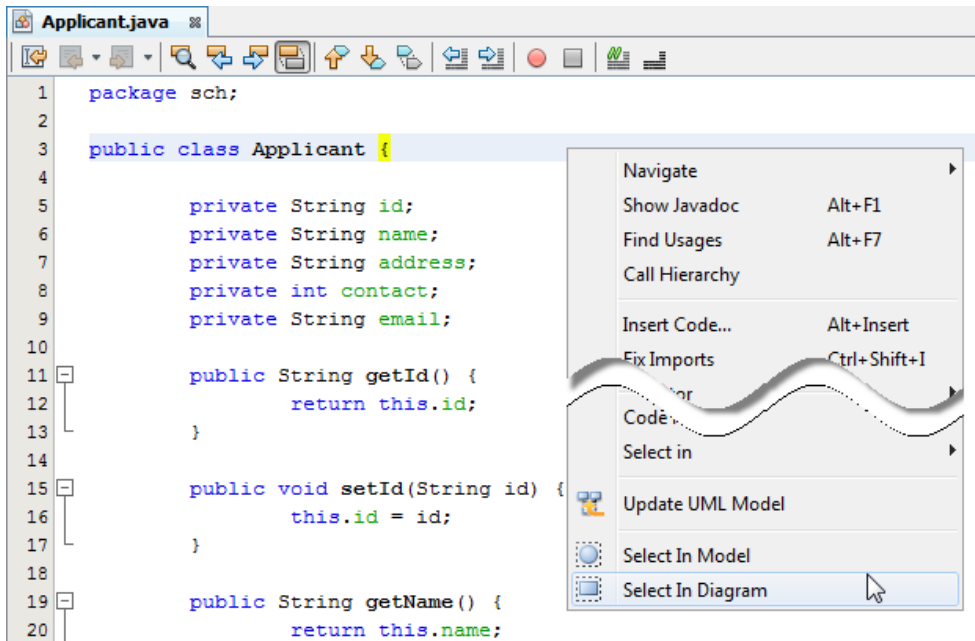 Applicant.java
1 package sch;
2
3 public class Applicant {
4
5 private String id;
6 private String name;
7 private String address;
8 private int contact;
9 private String email;
10
11 public String getId() {
12 return this.id;
13 }
14
15 public void setId(String id) {
16 this.id = id;
17 }
18
19 public String getName() {
20 return this.name;
Navigate
Show Javadoc Alt+F1
Find Usages Alt+F7
Call Hierarchy
Insert Code... Alt+Insert
Fix Imports Ctrl+Shift+I
Code
Select in
Update UML Model
Select In Model
Select In Diagram